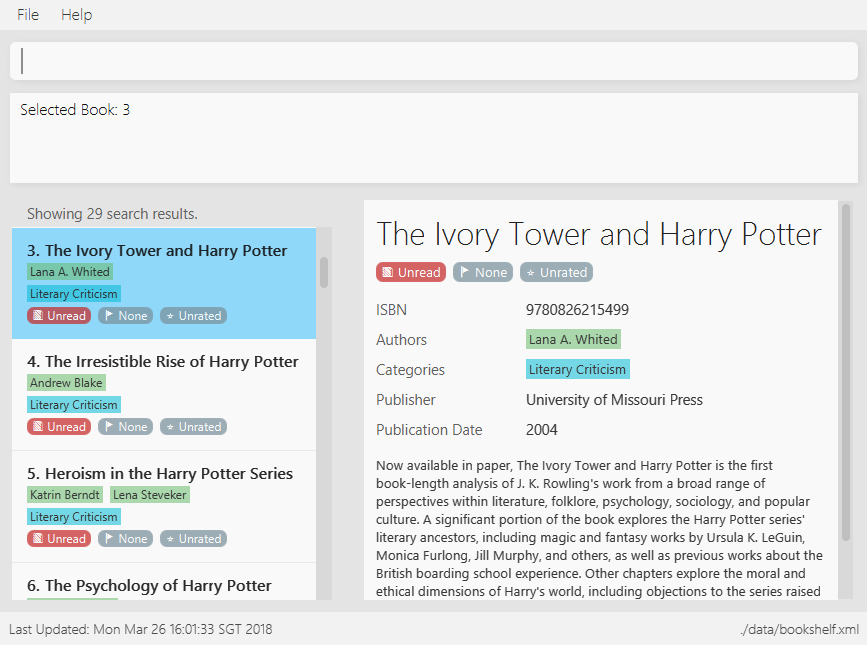 File Help
Selected Book: 3
Showing 29 search results.
3. The Ivory Tower and Harry Potter
Lana A. Whited
Literary Criticism
Unread None Unrated
4. The Irresistible Rise of Harry Potter
Andrew Blake
Literary Criticism
Unread None Unrated
5. Heroism in the Harry Potter Series
Katrin Berndt Lena Steveker
Literary Criticism
Unread None Unrated
6. The Psychology of Harry Potter
The Ivory Tower and Harry Potter
Unread None Unrated
ISBN 9780826215499
Authors Lana A. Whited
Categories Literary Criticism
Publisher University of Missouri Press
Publication Date 2004
Now available in paper, The Ivory Tower and Harry Potter is the first
book-length analysis of J. K. Rowling's work from a broad range of
perspectives within literature, folklore, psychology, sociology, and popular
culture. A significant portion of the book explores the Harry Potter series'
literary ancestors, including magic and fantasy works by Ursula K. LeGuin,
Monica Furlong, Jill Murphy, and others, as well as previous works about the
British boarding school experience. Other chapters explore the moral and
ethical dimensions of Harry's world, including objections to the series raised
Last Updated: Mon Mar 26 16:01:33 SGT 2018
./data/bookshelf.xml